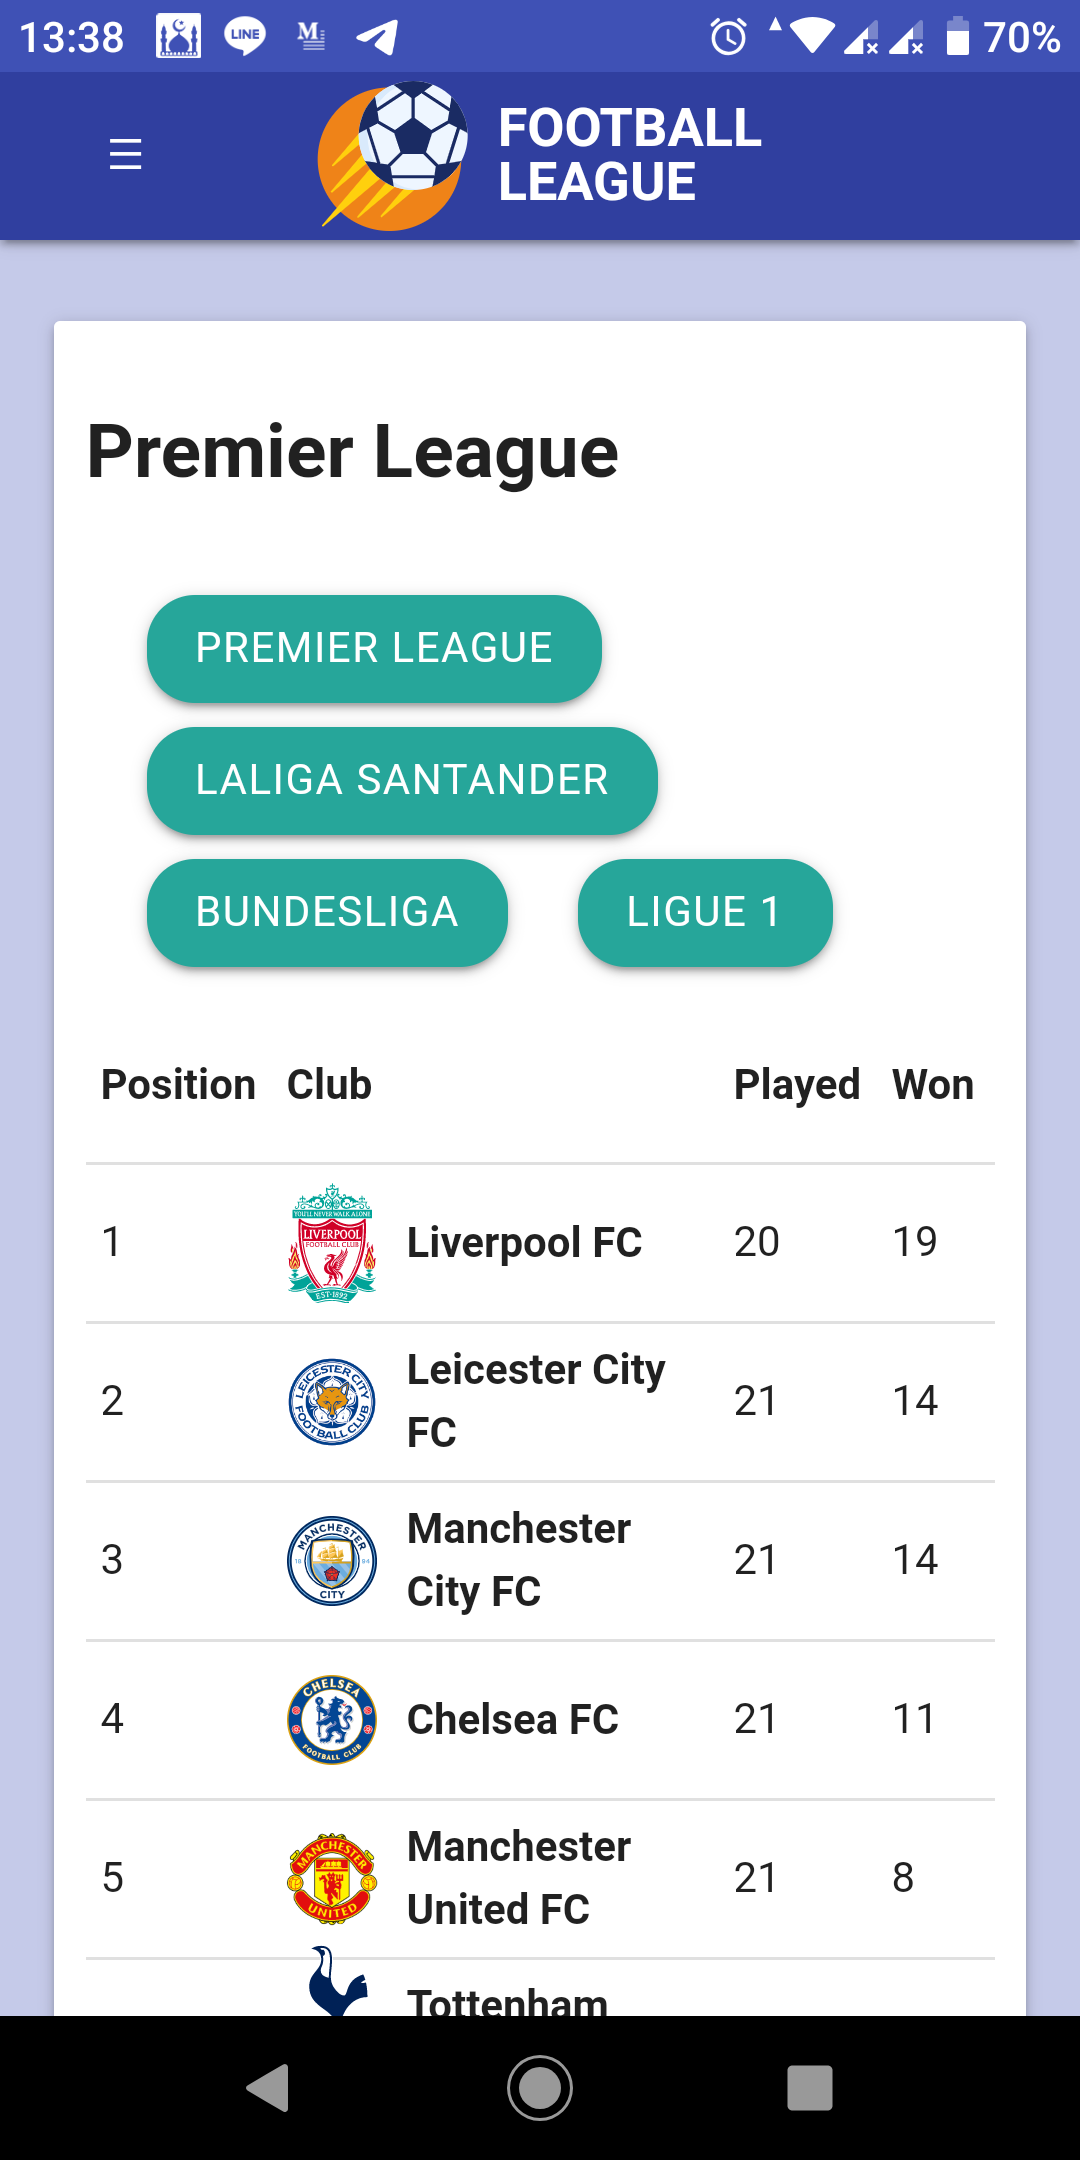 13:38 LINE M 70%
FOOTBALL
LEAGUE
Premier League
PREMIER LEAGUE
LALIGA SANTANDER
BUNDESLIGA LIGUE 1
Position Club Played Won
YOU'LL NEVER WALK ALONE
LIVERPOOL
FOOTBALL CLUB
EST·1892
1 Liverpool FC 20 19
LEICESTER CITY
FOOTBALL CLUB
2 Leicester City FC 21 14
MANCHESTER
18 94
CITY
3 Manchester City FC 21 14
CHELSEA
FOOTBALL CLUB
4 Chelsea FC 21 11
MANCHESTER
UNITED
5 Manchester United FC 21 8
Tottenham